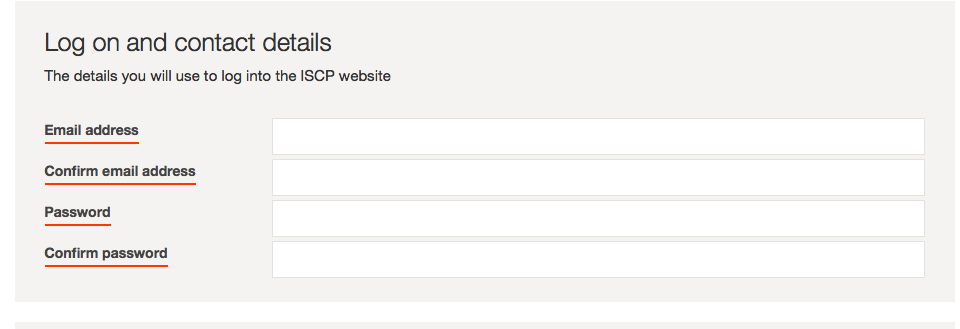 Log on and contact details
The details you will use to log into the ISCP website
Email address
Confirm email address
Password
Confirm password